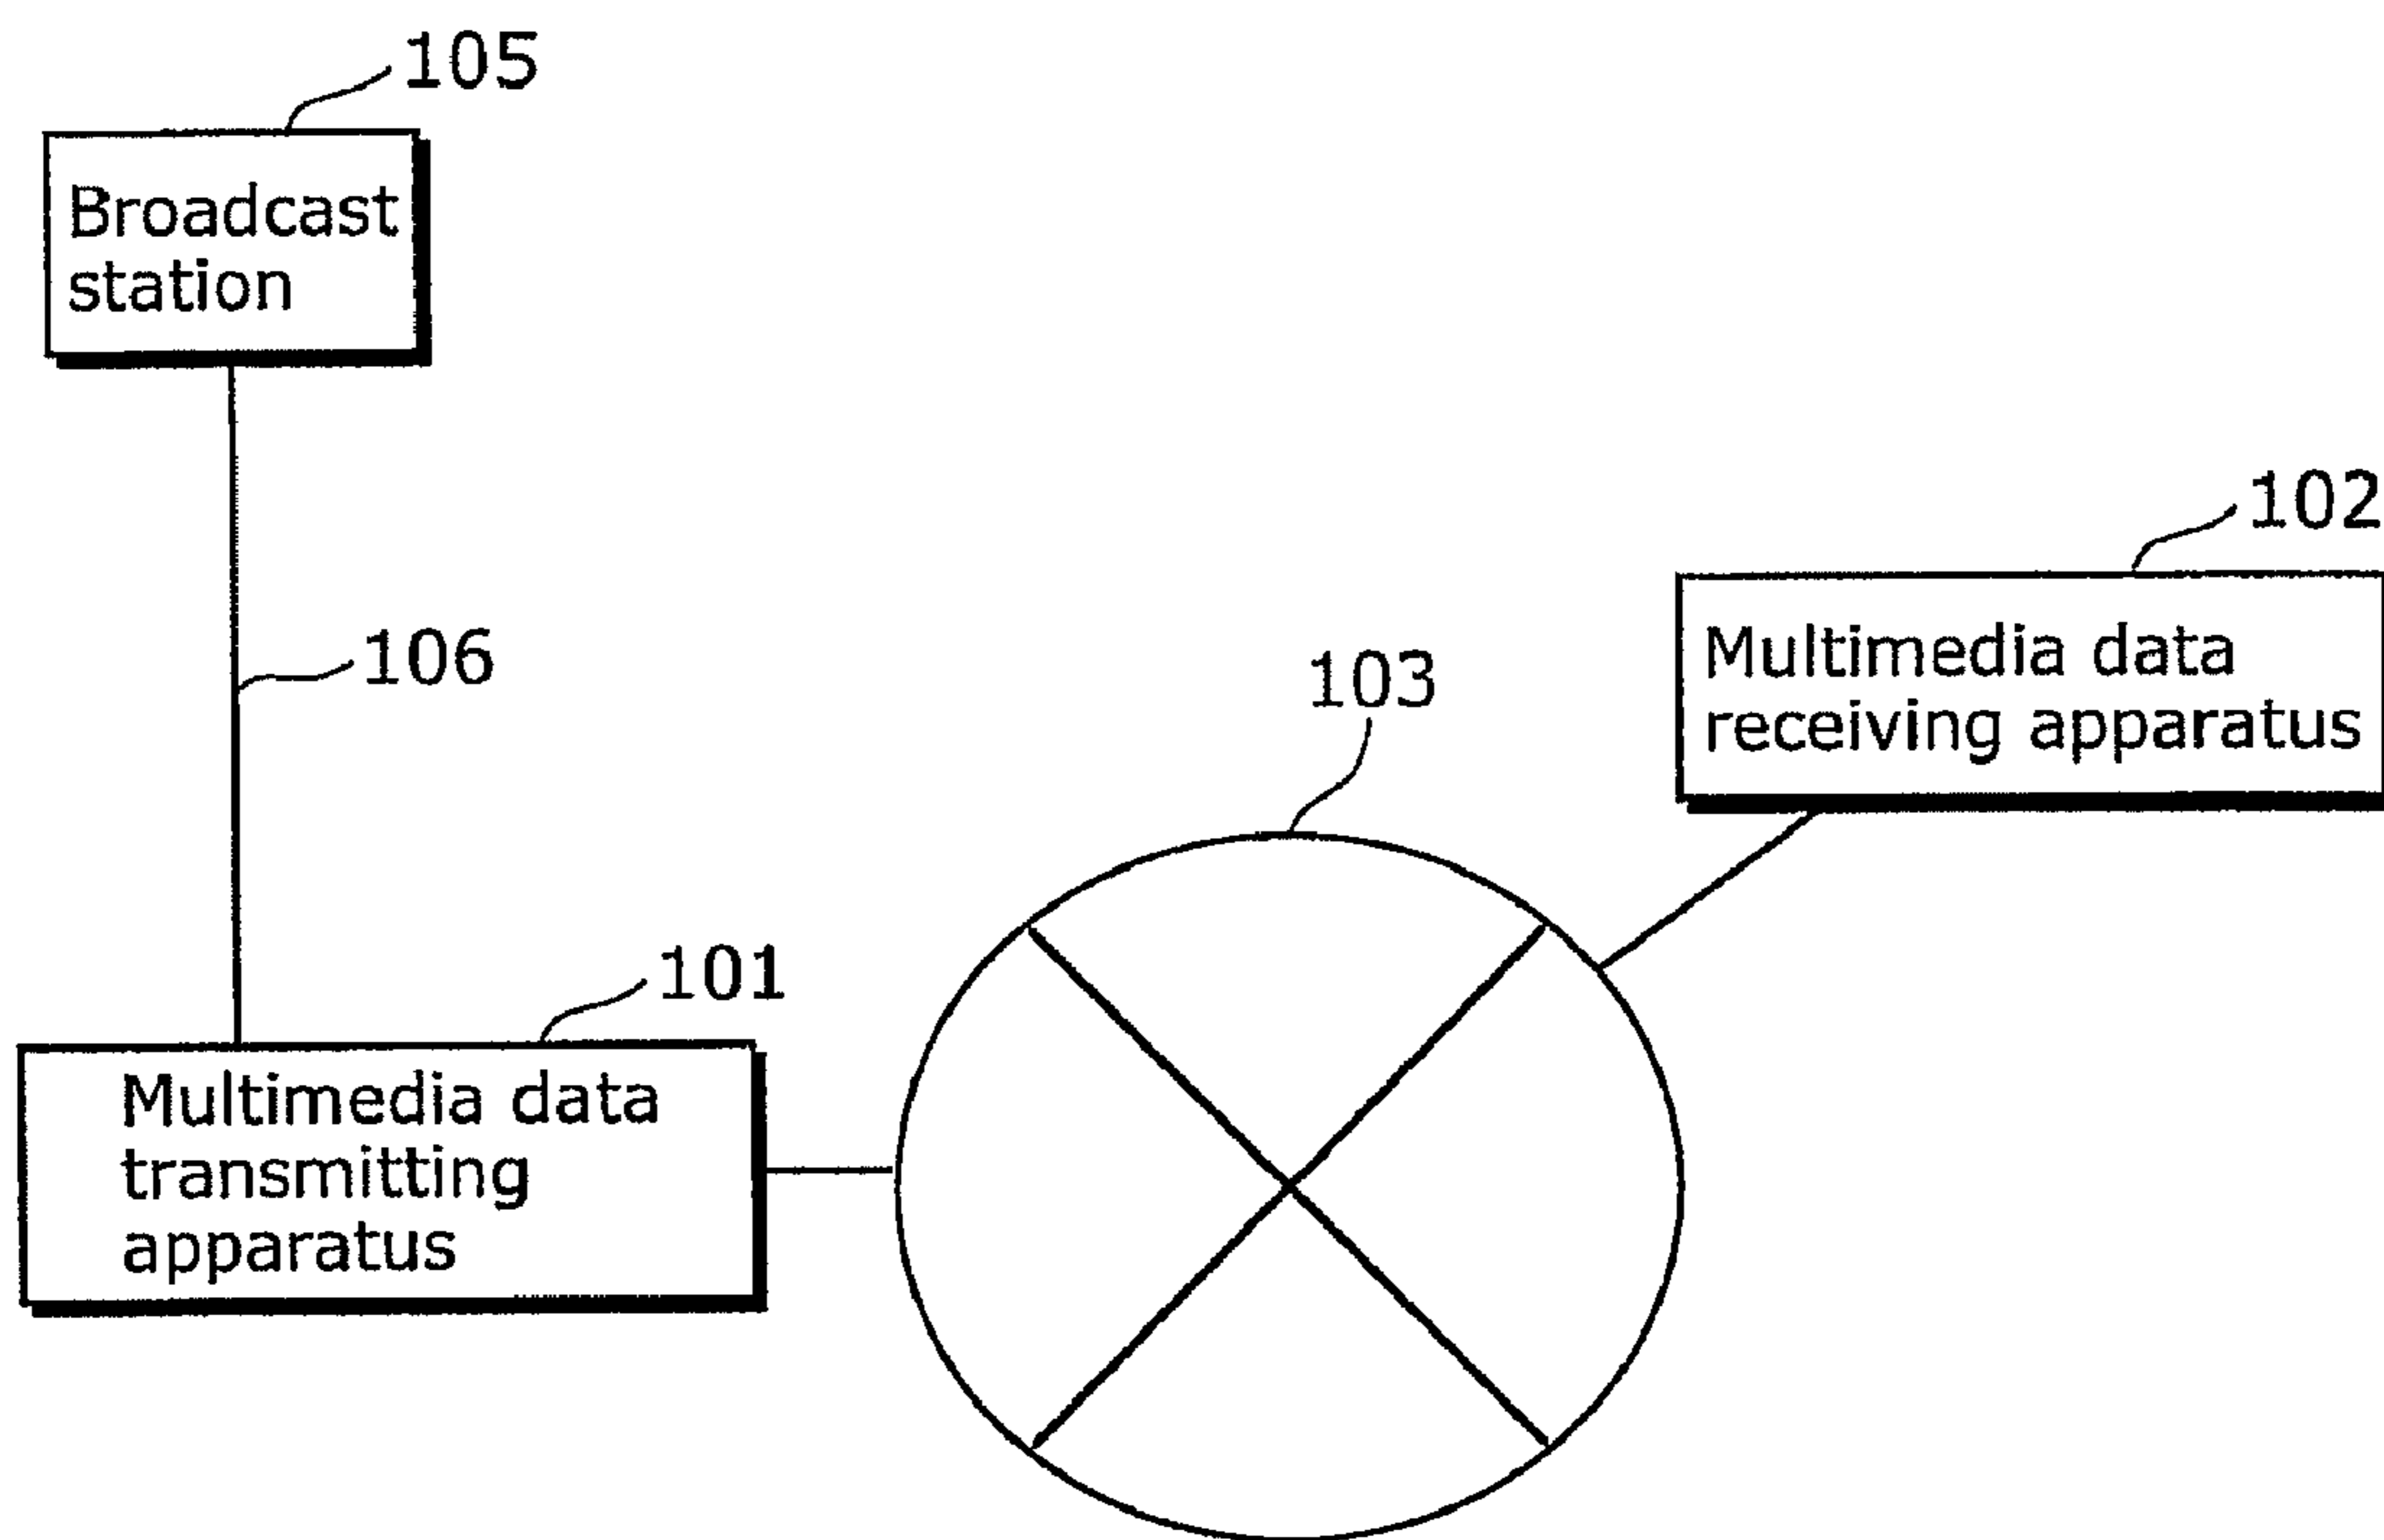 105
Broadcast
station
106
102
Multimedia data
receiving apparatus
103
101
Multimedia data
transmitting
apparatus